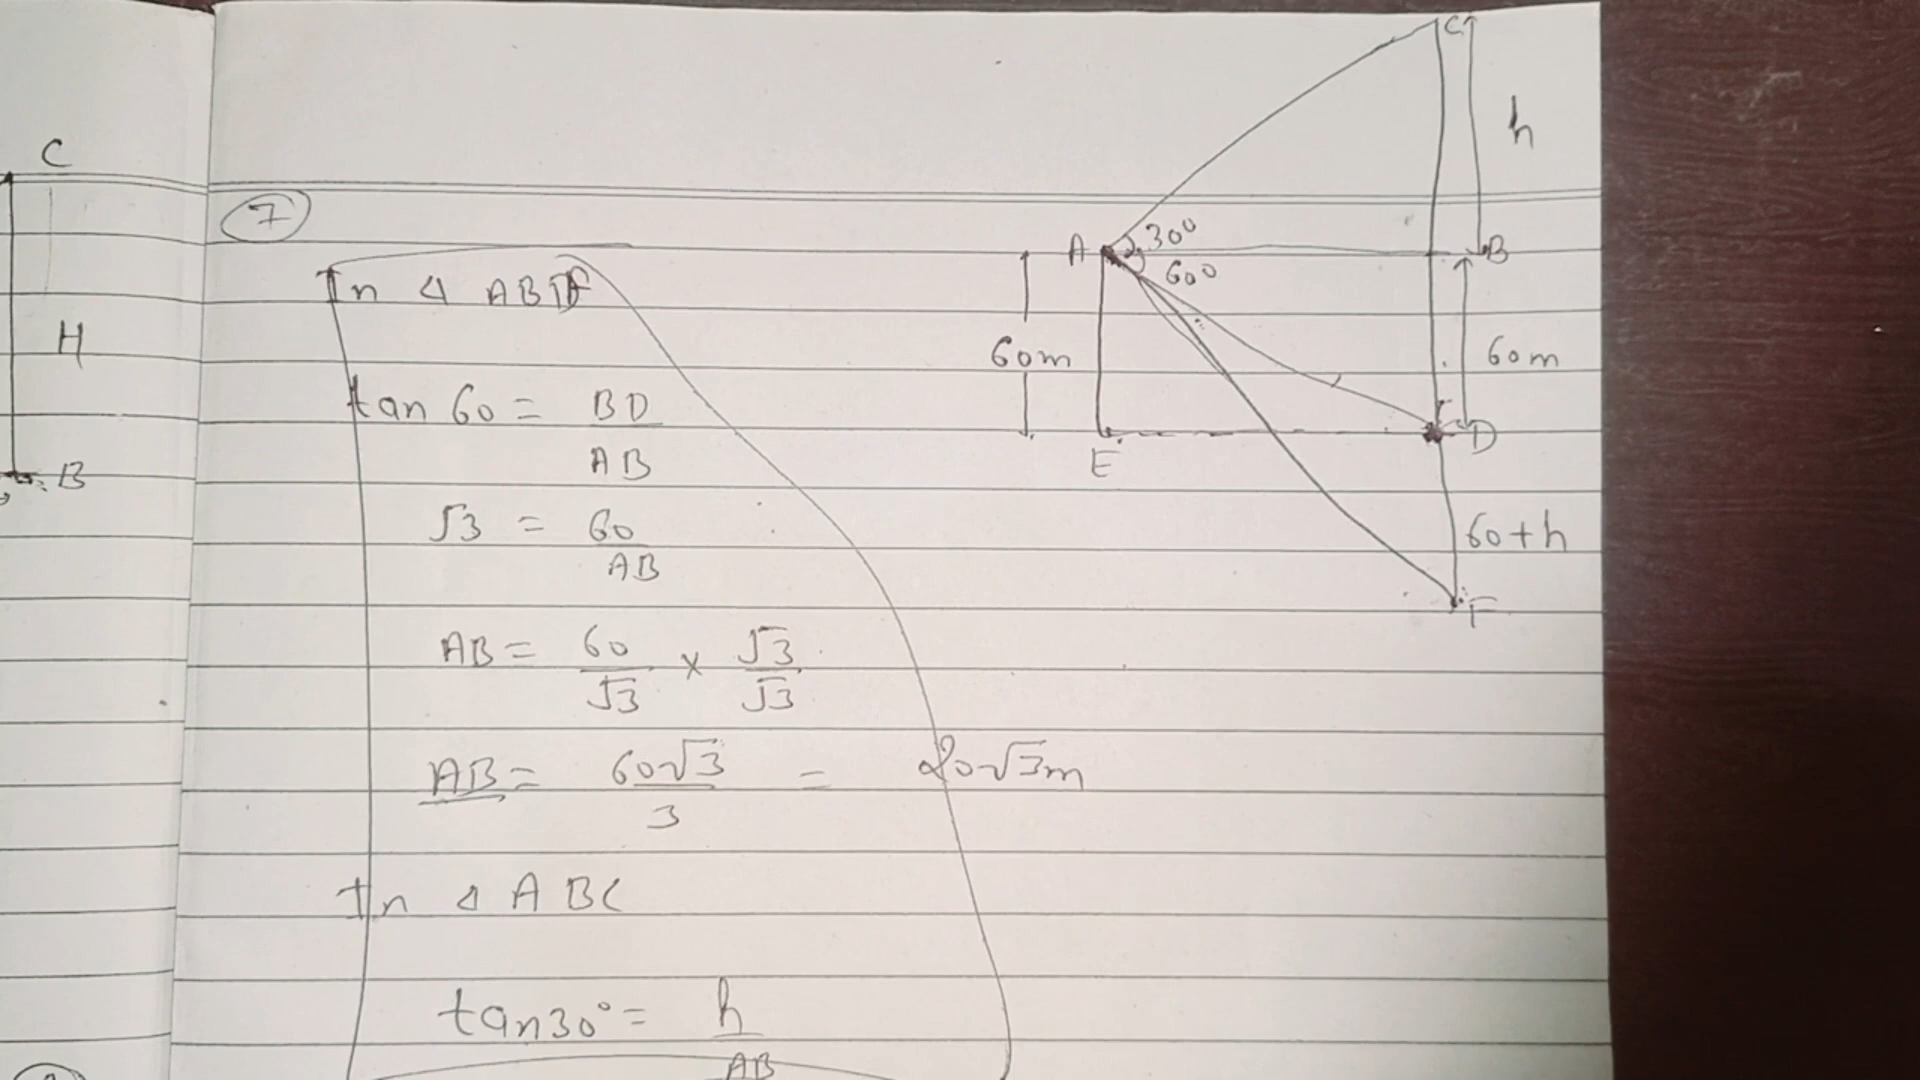 C
H
B
7
In Δ ABD
tan 60 = BD
AB
√3 = 60
AB
AB = 60 × √3
√3 √3
AB = 60√3 = 20√3m
3
In Δ ABC
tan30° = h
AB
C
h
A 30° B
60°
60m 60m
E D
60+h
F